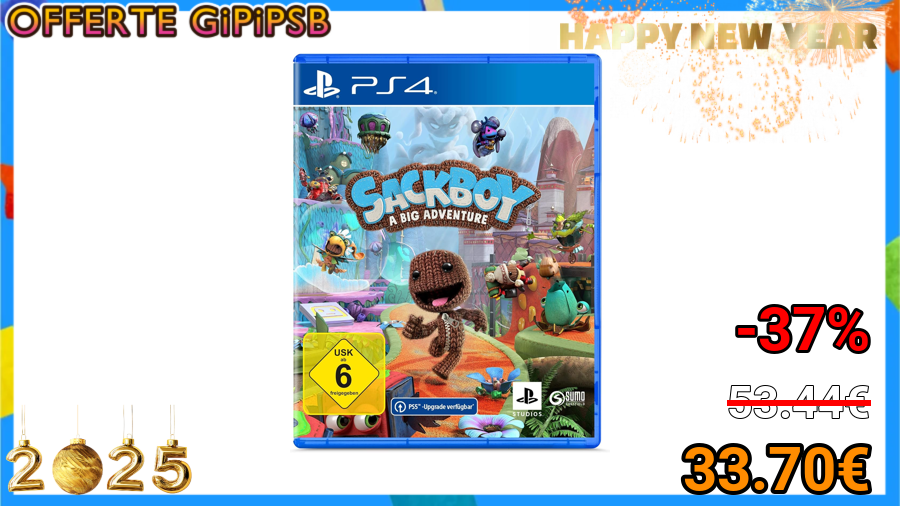 OFFERTE GiPiPSB
HAPPY NEW YEAR
PS4
SACKBOY
A BIG ADVENTURE
USK
ab
6
freigegeben
PS5™-Upgrade verfügbar
STUDIOS
sumo
-37%
53.44€
33.70€
2025